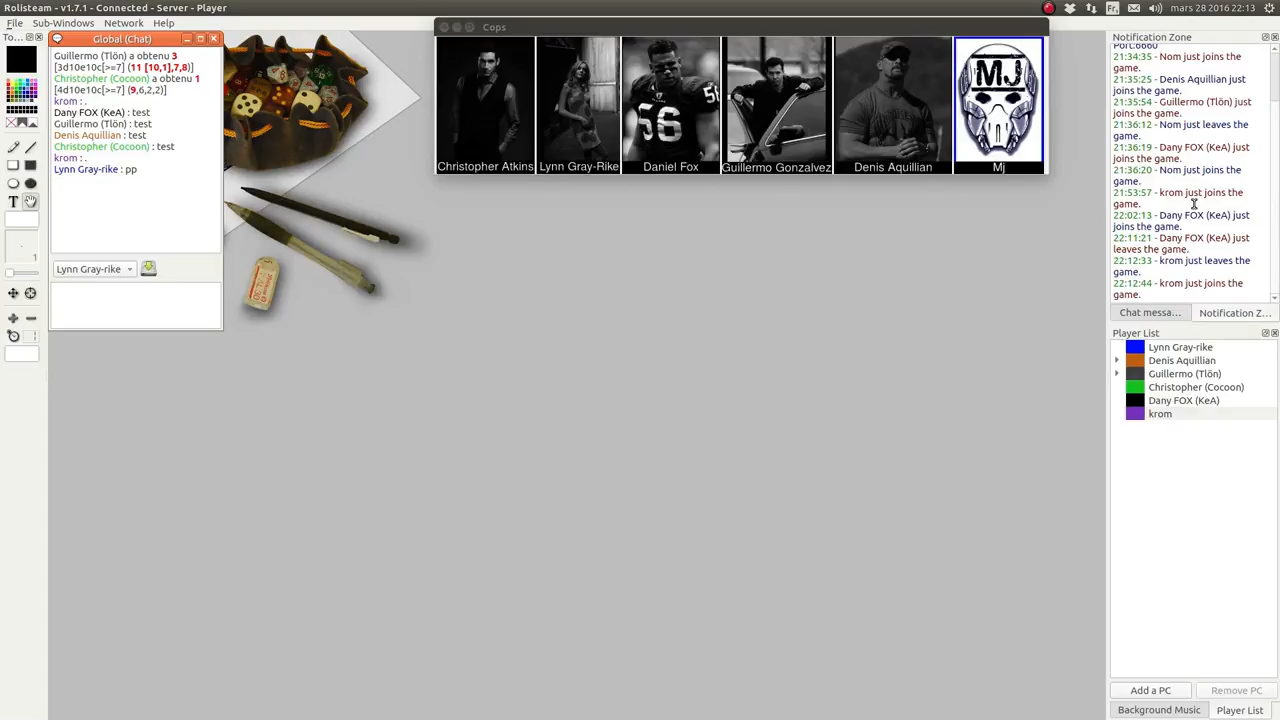 Rolisteam - v1.7.1 - Connected - Server - Player
Fr
mars 28 2016 22:13
File Sub-Windows Network Help
To...
Global (Chat)
Guillermo (Tlön) a obtenu 3
[3d10e10c[>=7] (11 [10,1],7,8)]
Christopher (Cocoon) a obtenu 1
[4d10e10c[>=7] (9,6,2,2)]
krom : .
Dany FOX (KeA) : test
Guillermo (Tlön) : test
Denis Aquillian : test
Christopher (Cocoon) : test
krom : .
Lynn Gray-rike : pp
Lynn Gray-rike
T
1
Cops
56
MJ
Christopher Atkins
Lynn Gray-Rike
Daniel Fox
Guillermo Gonzalvez
Denis Aquillian
Mj
Notification Zone
Port:6660
21:34:35 - Nom just joins the
game.
21:35:25 - Denis Aquillian just
joins the game.
21:35:54 - Guillermo (Tlön) just
joins the game.
21:36:12 - Nom just leaves the
game.
21:36:19 - Dany FOX (KeA) just
joins the game.
21:36:20 - Nom just joins the
game.
21:53:57 - krom just joins the
game.
22:02:13 - Dany FOX (KeA) just
joins the game.
22:11:21 - Dany FOX (KeA) just
leaves the game.
22:12:33 - krom just leaves the
game.
22:12:44 - krom just joins the
game.
Chat messa...
Notification Z...
Player List
Lynn Gray-rike
Denis Aquillian
Guillermo (Tlön)
Christopher (Cocoon)
Dany FOX (KeA)
krom
Add a PC
Remove PC
Background Music
Player List